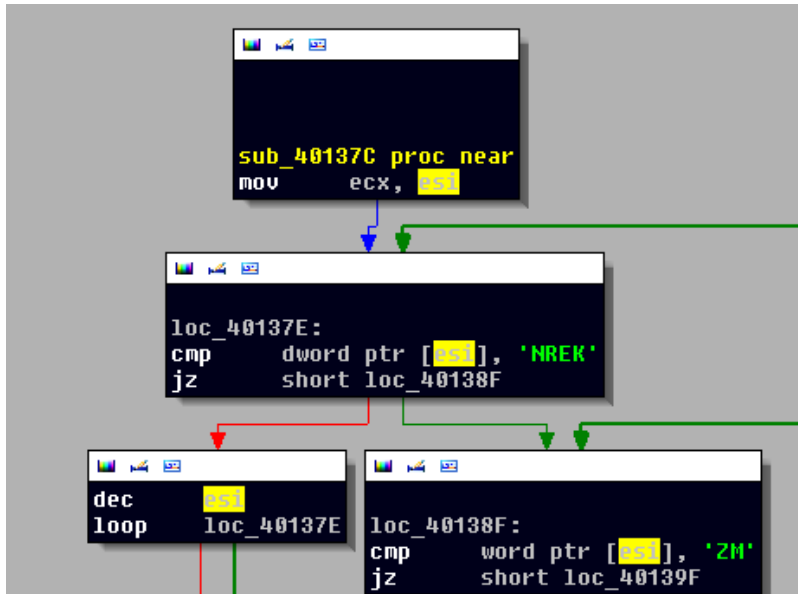 sub_40137C proc near
mov ecx, esi
loc_40137E:
cmp dword ptr [esi], 'NREK'
jz short loc_40138F
dec esi
loop loc_40137E
loc_40138F:
cmp word ptr [esi], 'ZM'
jz short loc_40139F